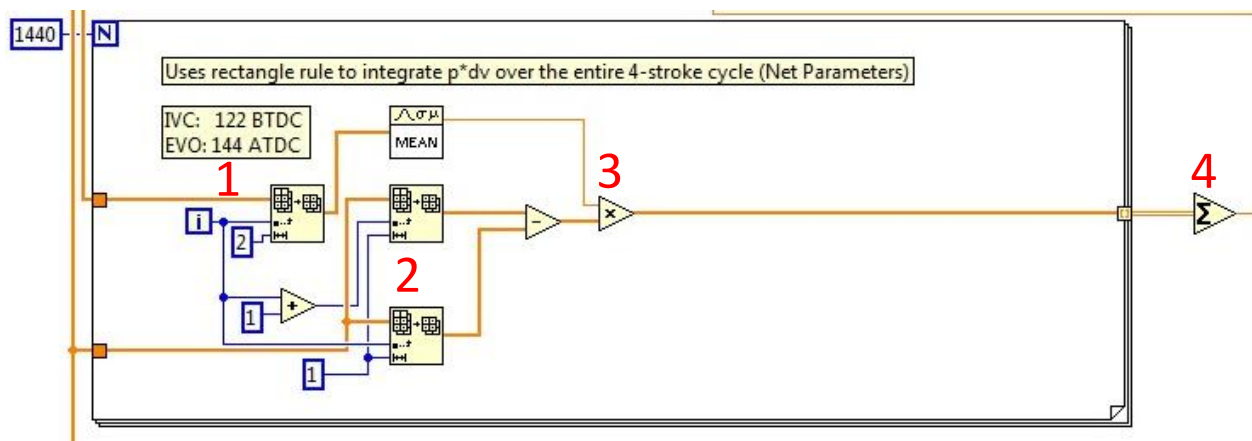 1440
N
Uses rectangle rule to integrate p*dv over the entire 4-stroke cycle (Net Parameters)
IVC: 122 BTDC
EVO: 144 ATDC
MEAN
1
3
4
i
2
2
1
1